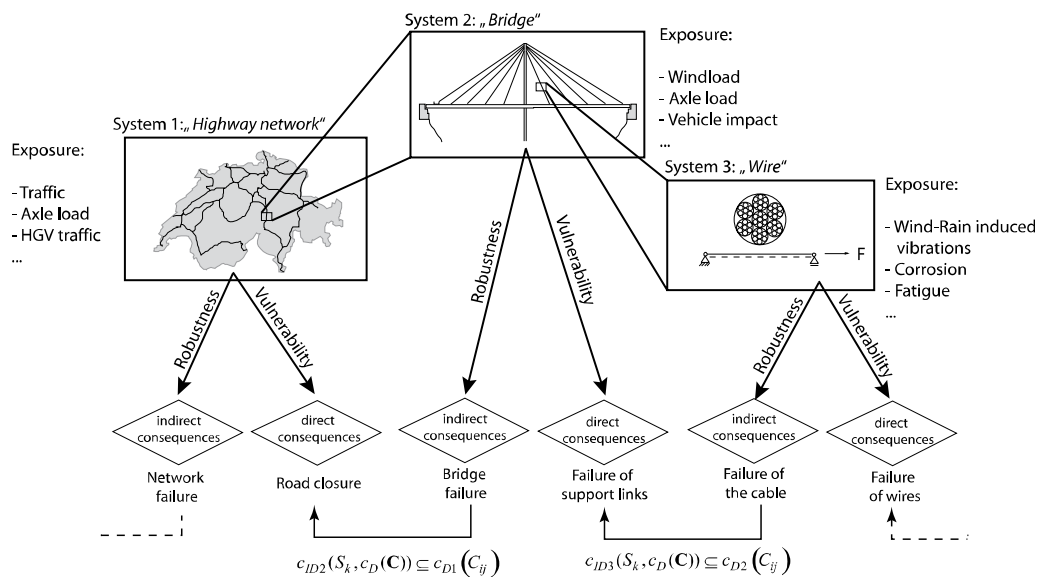 System 2: „Bridge“
Exposure:
- Windload
- Axle load
- Vehicle impact
...
System 1:„Highway network“
Exposure:
- Traffic
- Axle load
- HGV traffic
...
System 3: „Wire“
F
Exposure:
- Wind-Rain induced
vibrations
- Corrosion
- Fatigue
...
Robustness
Vulnerability
Robustness
Vulnerability
Robustness
Vulnerability
indirect
consequences
Network
failure
direct
consequences
Road closure
indirect
consequences
Bridge
failure
direct
consequences
Failure of
support links
indirect
consequences
Failure of
the cable
direct
consequences
Failure
of wires
c_{ID2}(S_k, c_D(C)) ⊆ c_{D1}(C_{ij})
c_{ID3}(S_k, c_D(C)) ⊆ c_{D2}(C_{ij})